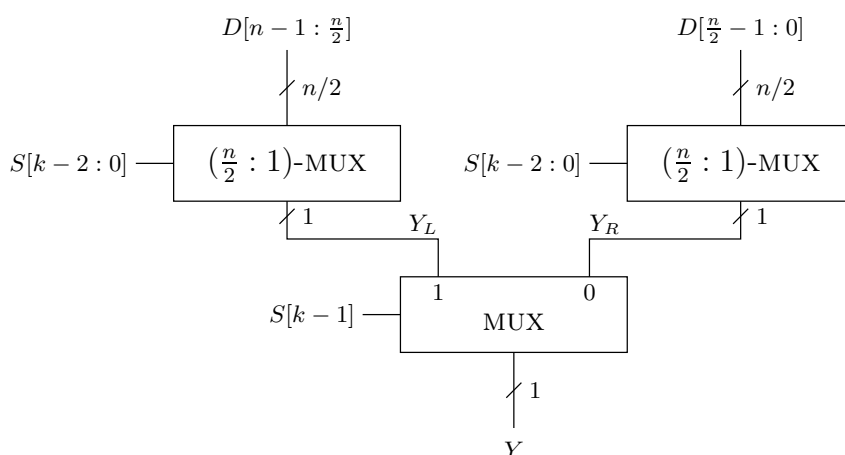 D[n − 1 : n/2] D[n/2 − 1 : 0]
n/2 n/2
S[k − 2 : 0] (n/2 : 1)-MUX S[k − 2 : 0] (n/2 : 1)-MUX
1 1
Y_L Y_R
1 0
S[k − 1] MUX
1
Y